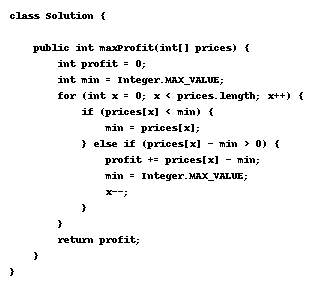 class Solution {
    public int maxProfit(int[] prices) {
        int profit = 0;
        int min = Integer.MAX_VALUE;
        for (int x = 0; x < prices.length; x++) {
            if (prices[x] < min) {
                min = prices[x];
            } else if (prices[x] - min > 0) {
                profit += prices[x] - min;
                min = Integer.MAX_VALUE;
                x--;
            }
        }
        return profit;
    }
}